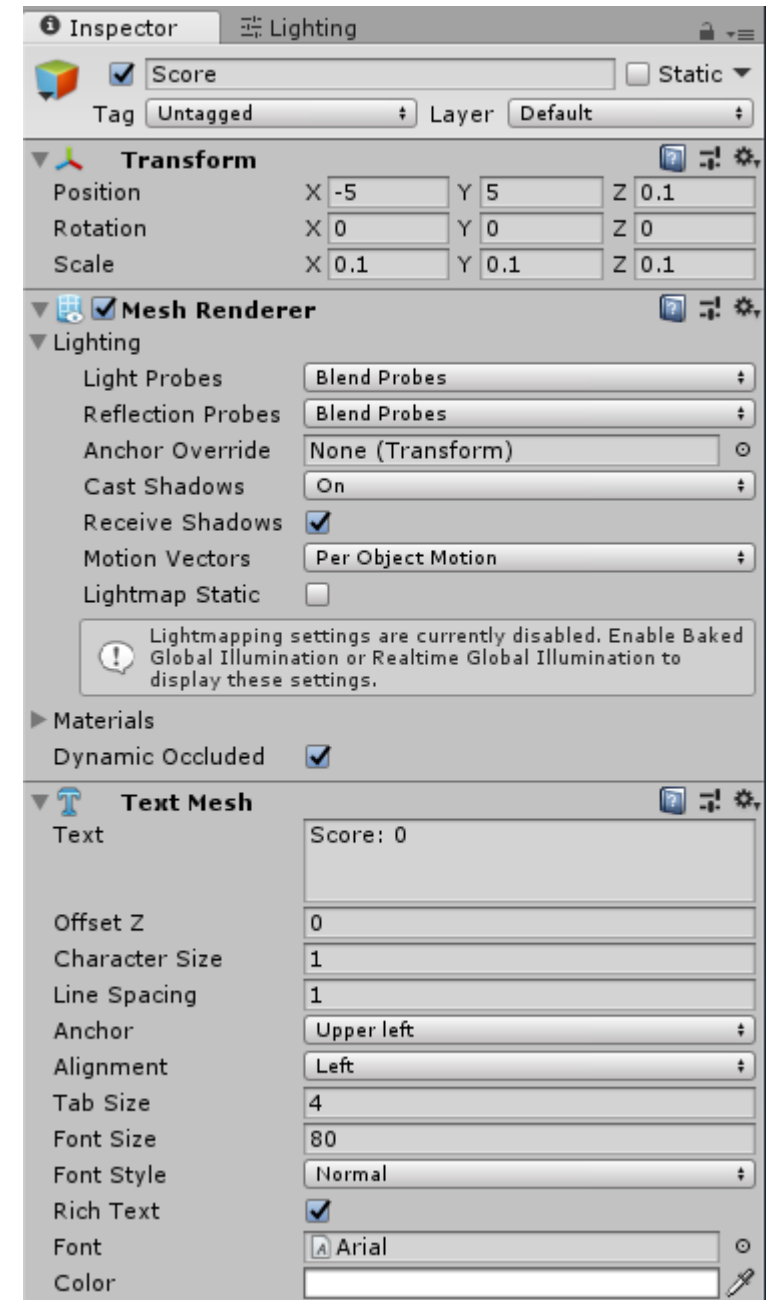 Inspector Lighting
Score Static
Tag Untagged Layer Default
Transform
Position X -5 Y 5 Z 0.1
Rotation X 0 Y 0 Z 0
Scale X 0.1 Y 0.1 Z 0.1
Mesh Renderer
Lighting
Light Probes Blend Probes
Reflection Probes Blend Probes
Anchor Override None (Transform)
Cast Shadows On
Receive Shadows
Motion Vectors Per Object Motion
Lightmap Static
Lightmapping settings are currently disabled. Enable Baked
Global Illumination or Realtime Global Illumination to
display these settings.
Materials
Dynamic Occluded
Text Mesh
Text Score: 0
Offset Z 0
Character Size 1
Line Spacing 1
Anchor Upper left
Alignment Left
Tab Size 4
Font Size 80
Font Style Normal
Rich Text
Font Arial
Color